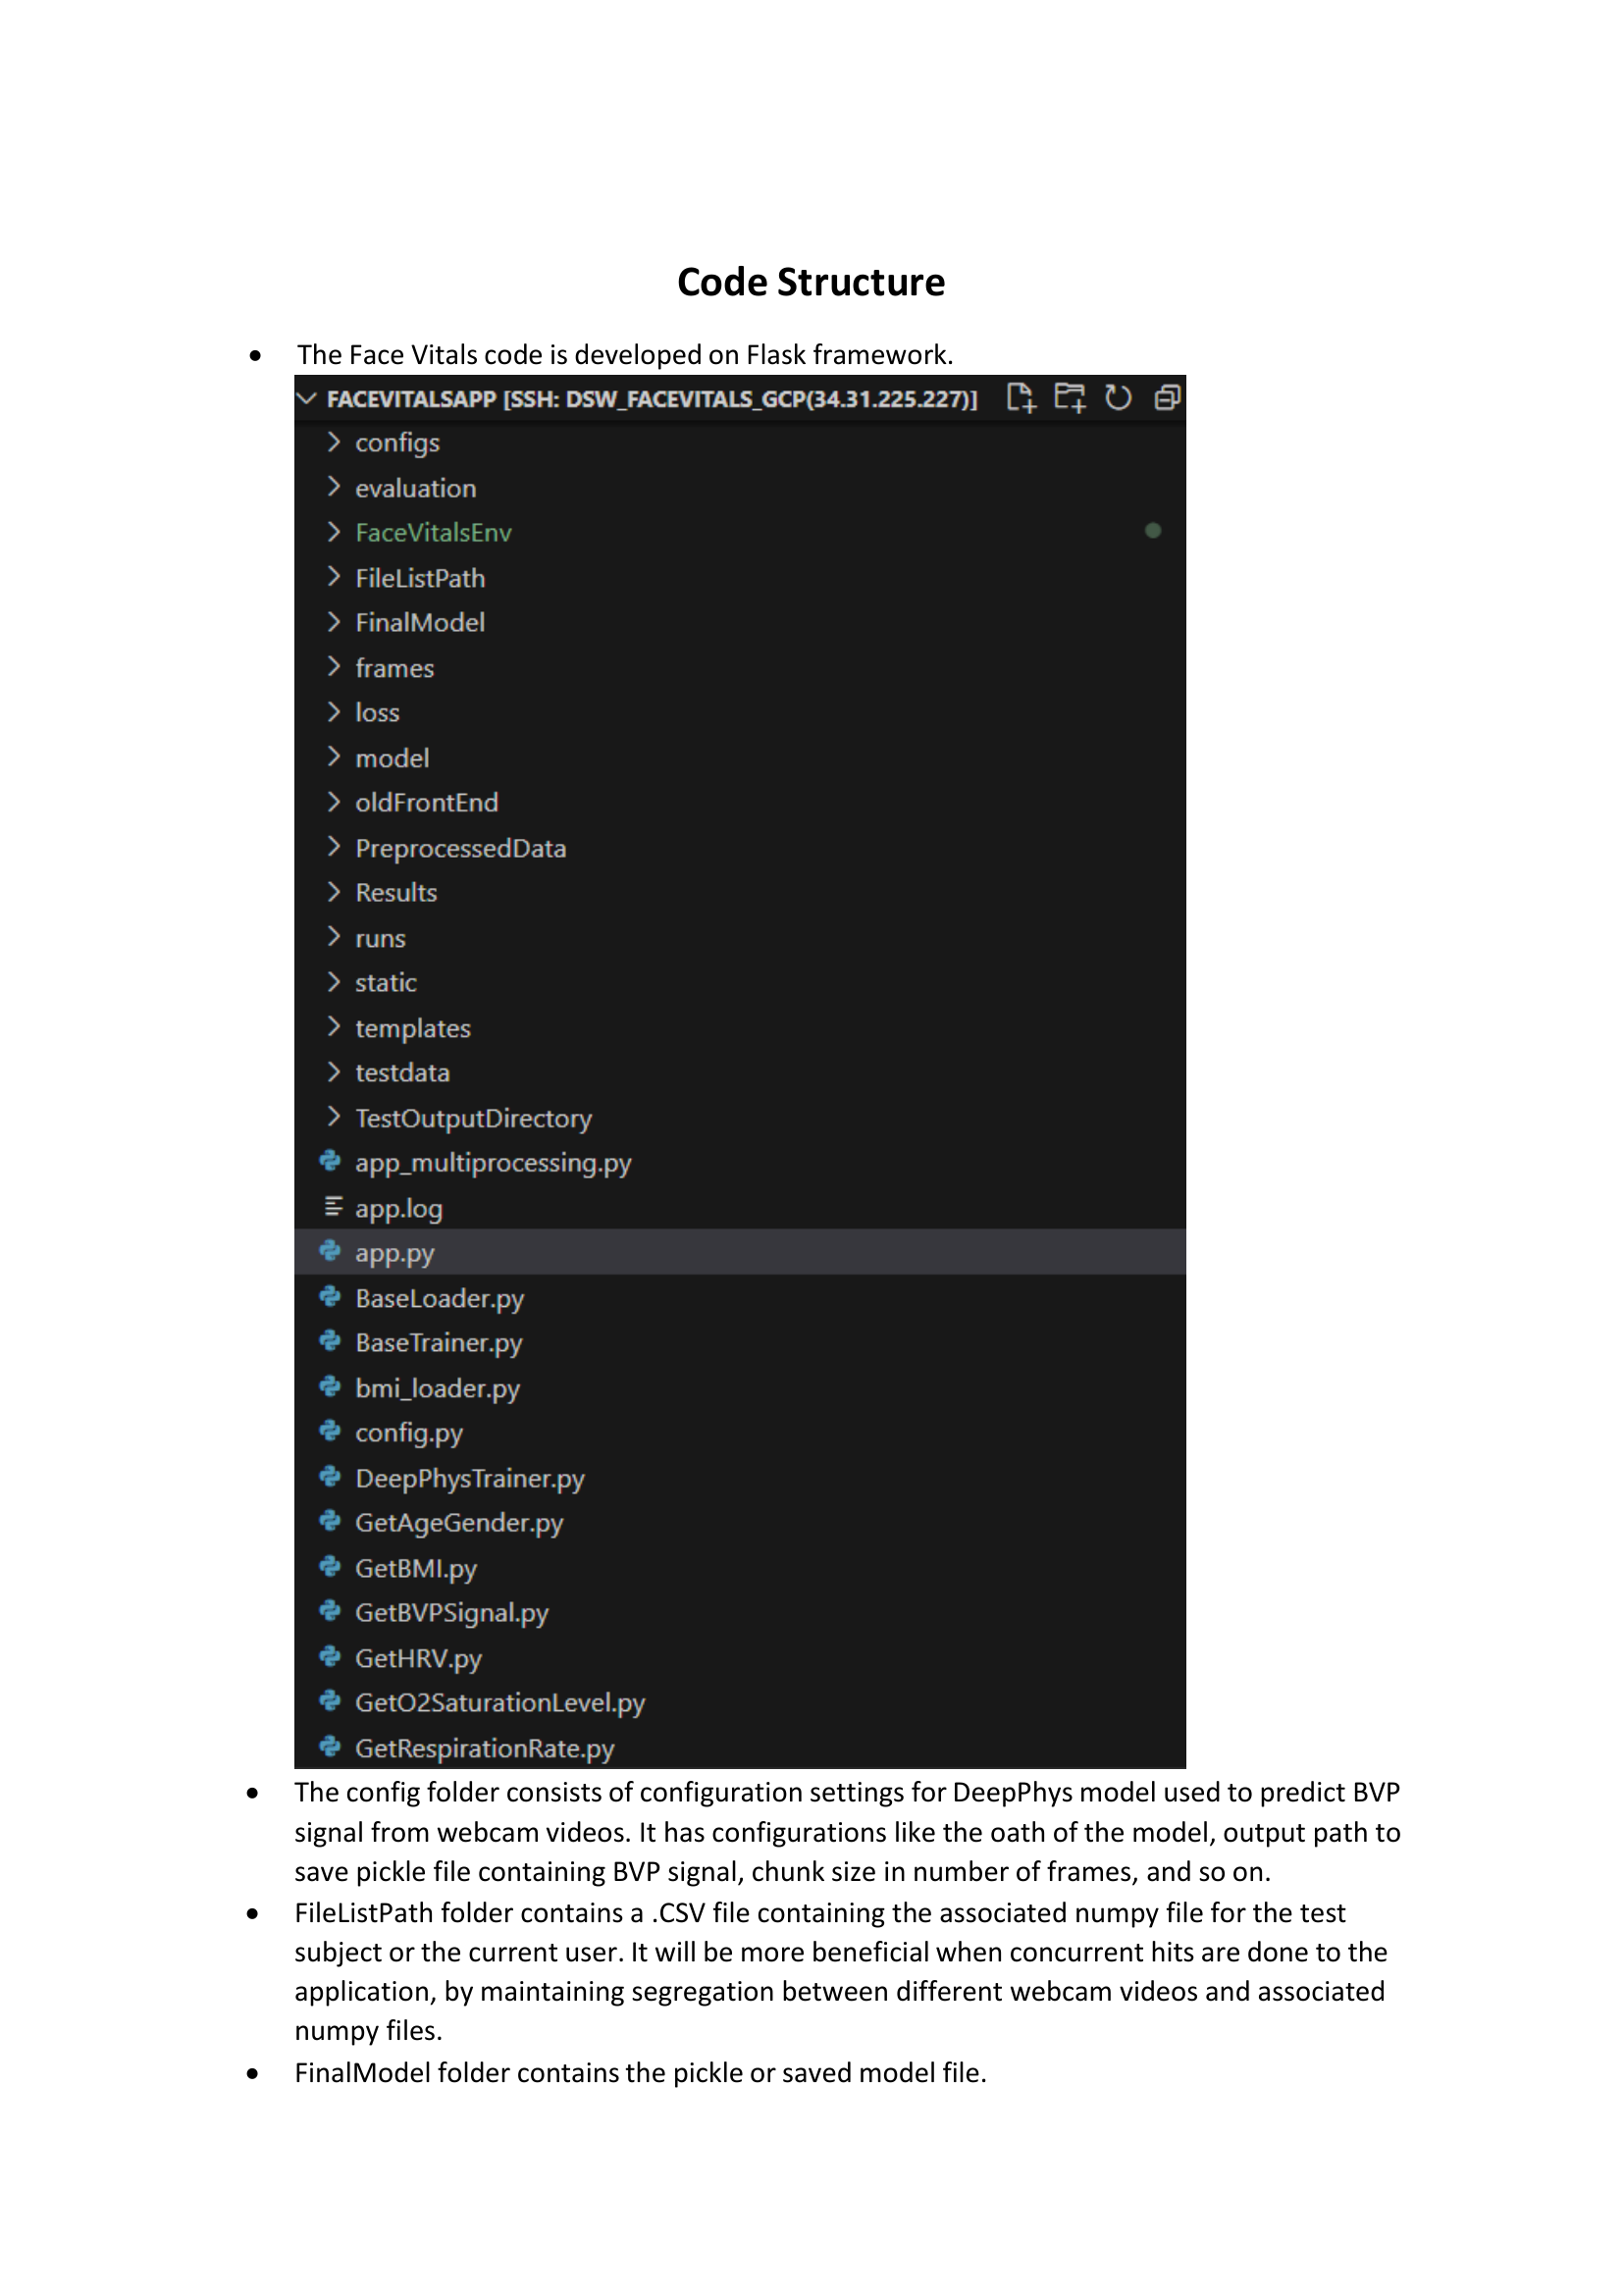 Code Structure
• The Face Vitals code is developed on Flask framework.
FACEVITALSAPP [SSH: DSW_FACEVITALS_GCP(34.31.225.227)]
configs
evaluation
FaceVitalsEnv
FileListPath
FinalModel
frames
loss
model
oldFrontEnd
PreprocessedData
Results
runs
static
templates
testdata
TestOutputDirectory
app_multiprocessing.py
app.log
app.py
BaseLoader.py
BaseTrainer.py
bmi_loader.py
config.py
DeepPhysTrainer.py
GetAgeGender.py
GetBMI.py
GetBVPSignal.py
GetHRV.py
GetO2SaturationLevel.py
GetRespirationRate.py
• The config folder consists of configuration settings for DeepPhys model used to predict BVP
signal from webcam videos. It has configurations like the oath of the model, output path to
save pickle file containing BVP signal, chunk size in number of frames, and so on.
• FileListPath folder contains a .CSV file containing the associated numpy file for the test
subject or the current user. It will be more beneficial when concurrent hits are done to the
application, by maintaining segregation between different webcam videos and associated
numpy files.
• FinalModel folder contains the pickle or saved model file.